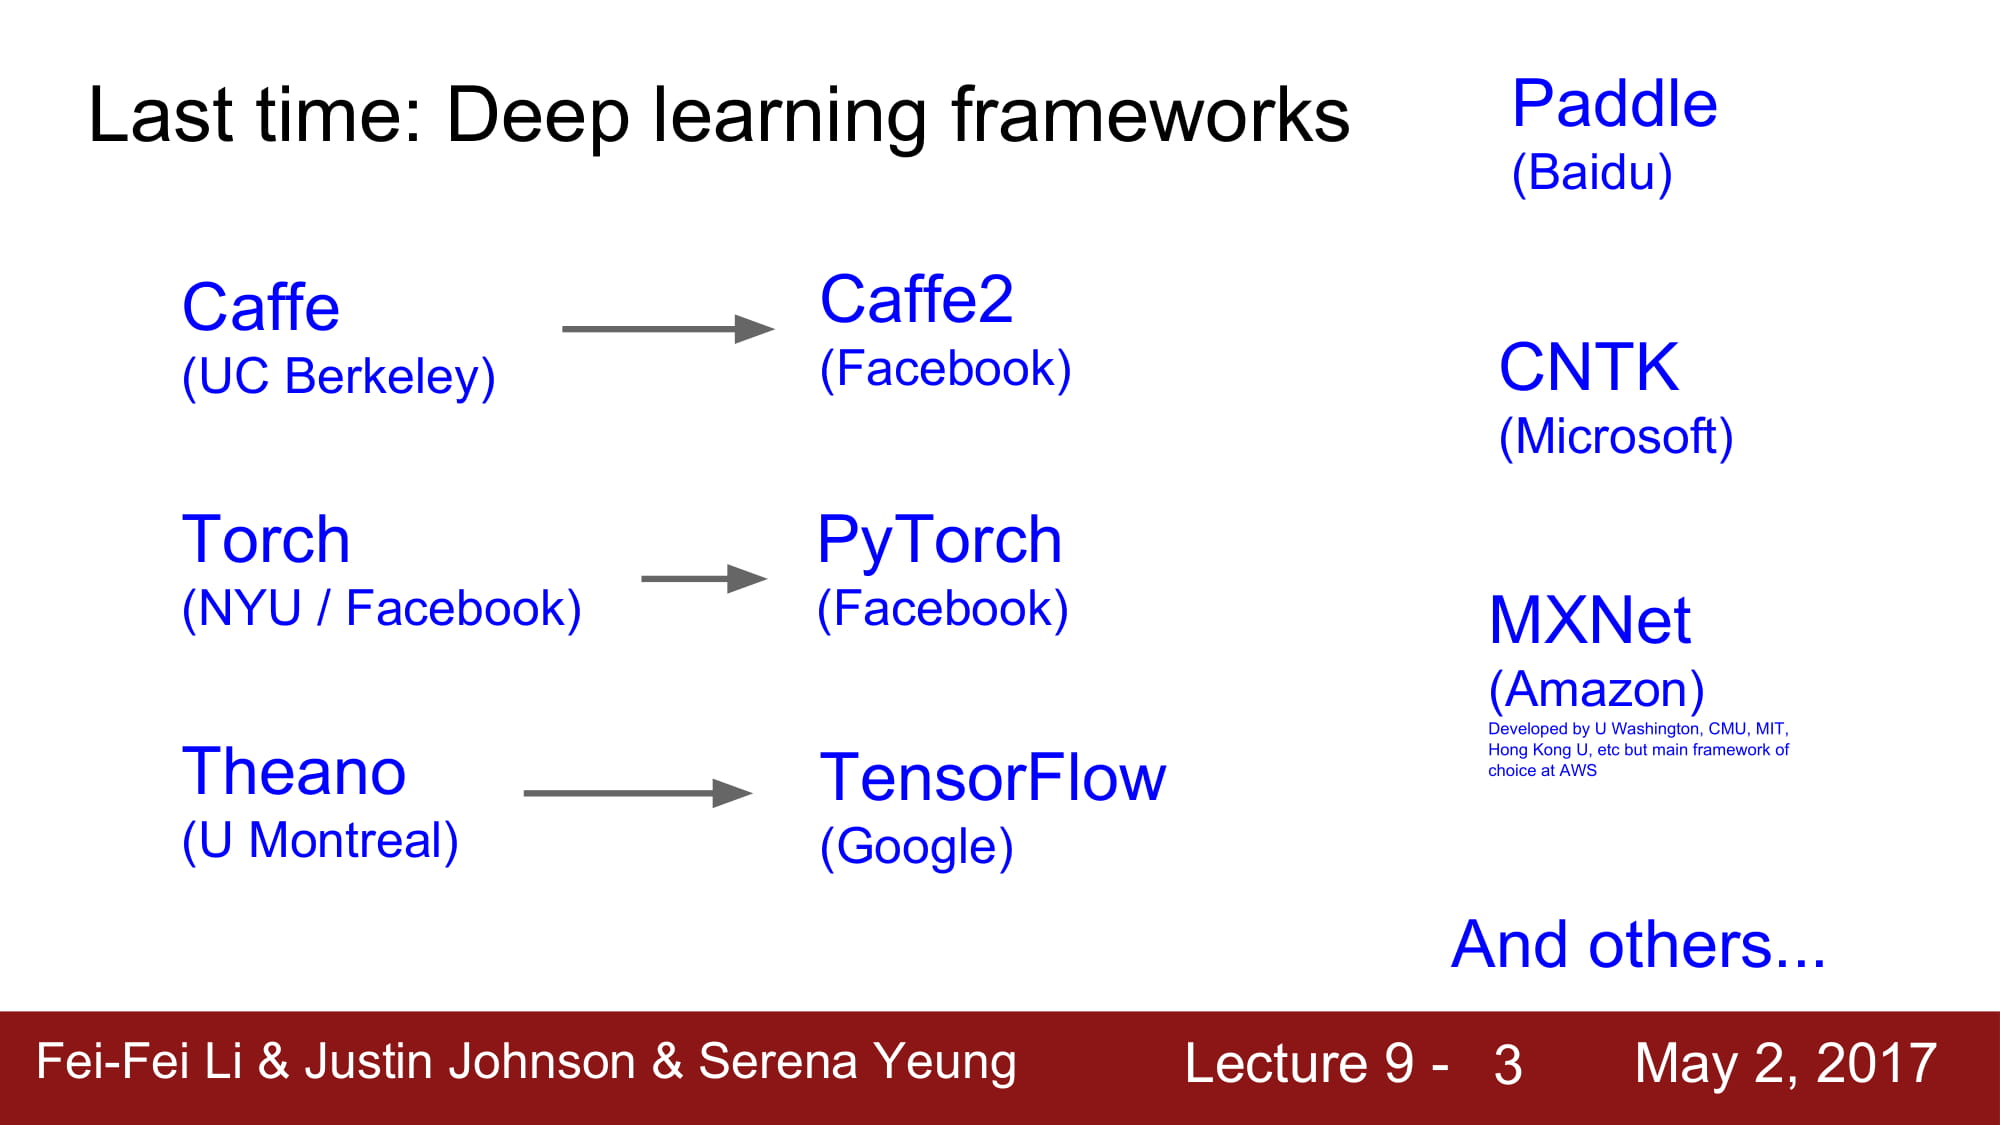 Last time: Deep learning frameworks
Caffe
(UC Berkeley)
Caffe2
(Facebook)
Torch
(NYU / Facebook)
PyTorch
(Facebook)
Theano
(U Montreal)
TensorFlow
(Google)
Paddle
(Baidu)
CNTK
(Microsoft)
MXNet
(Amazon)
Developed by U Washington, CMU, MIT,
Hong Kong U, etc but main framework of
choice at AWS
And others...
Fei-Fei Li & Justin Johnson & Serena Yeung
Lecture 9 - 3
May 2, 2017